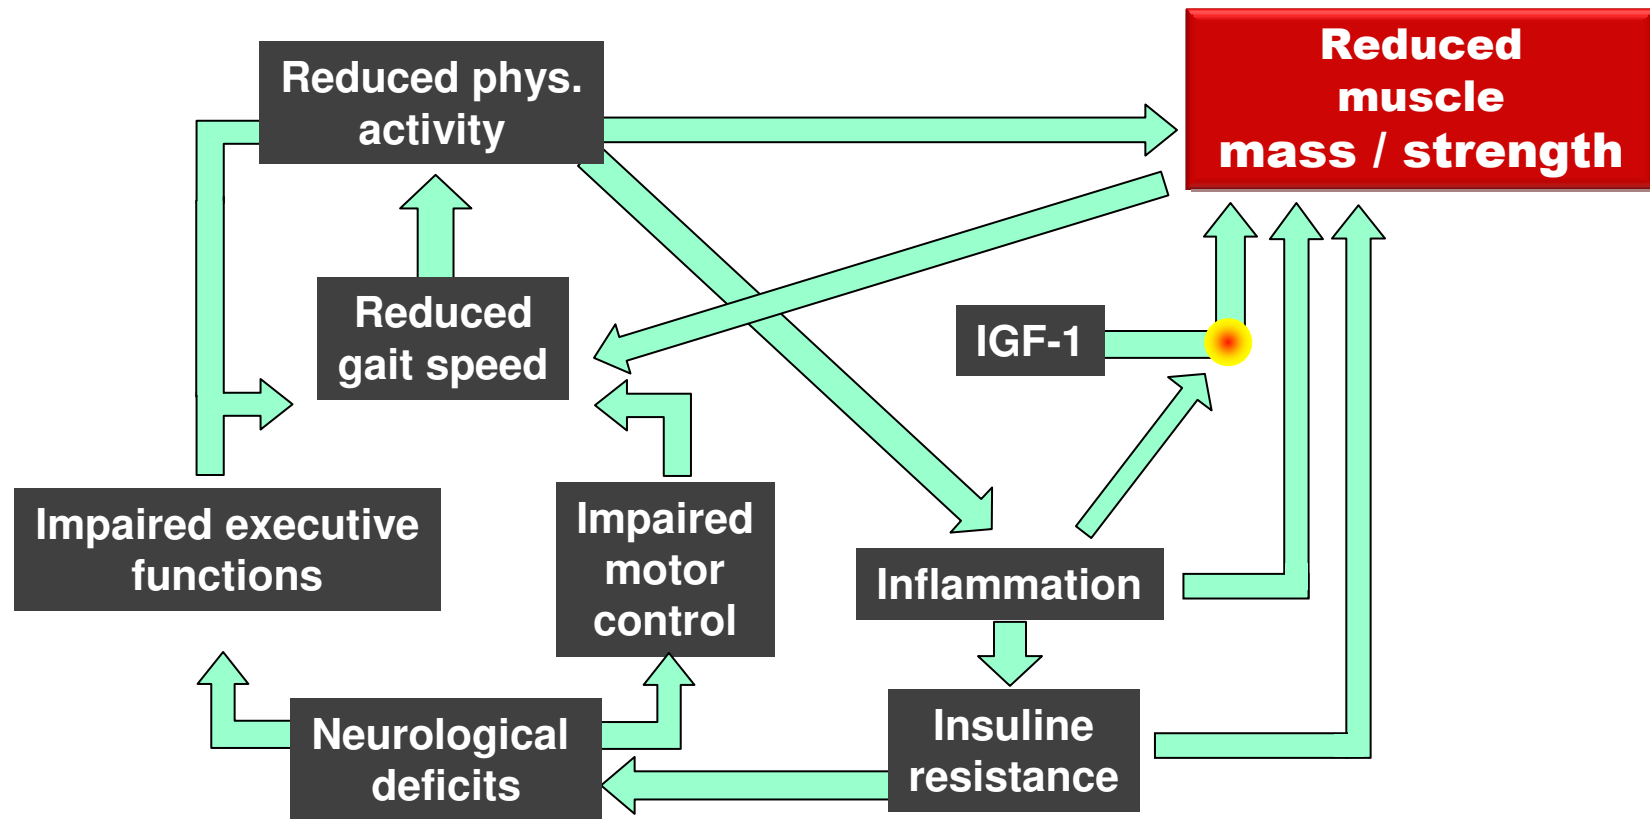 Reduced phys.
activity
Reduced
muscle
mass / strength
Reduced
gait speed
IGF-1
Impaired executive
functions
Impaired
motor
control
Inflammation
Neurological
deficits
Insuline
resistance